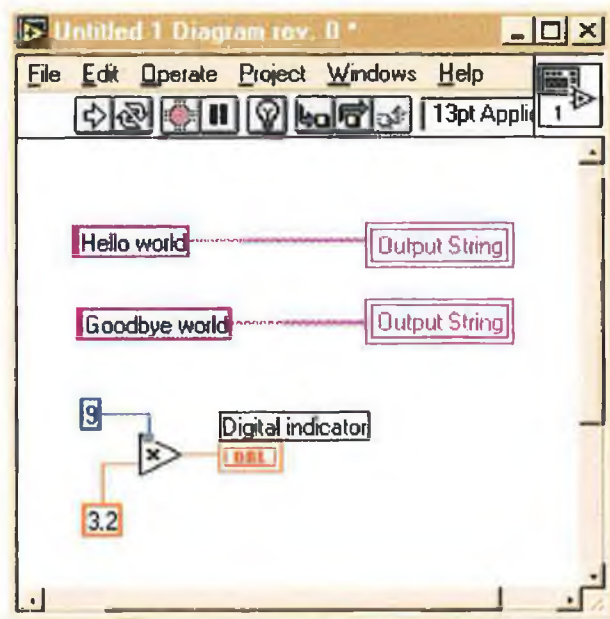 Untitled 1 Diagram rev. 0 *
File Edit Operate Project Windows Help
13pt Applic
1
Hello world
Output String
Goodbye world
Output String
9
Digital indicator
x
DBL
3.2